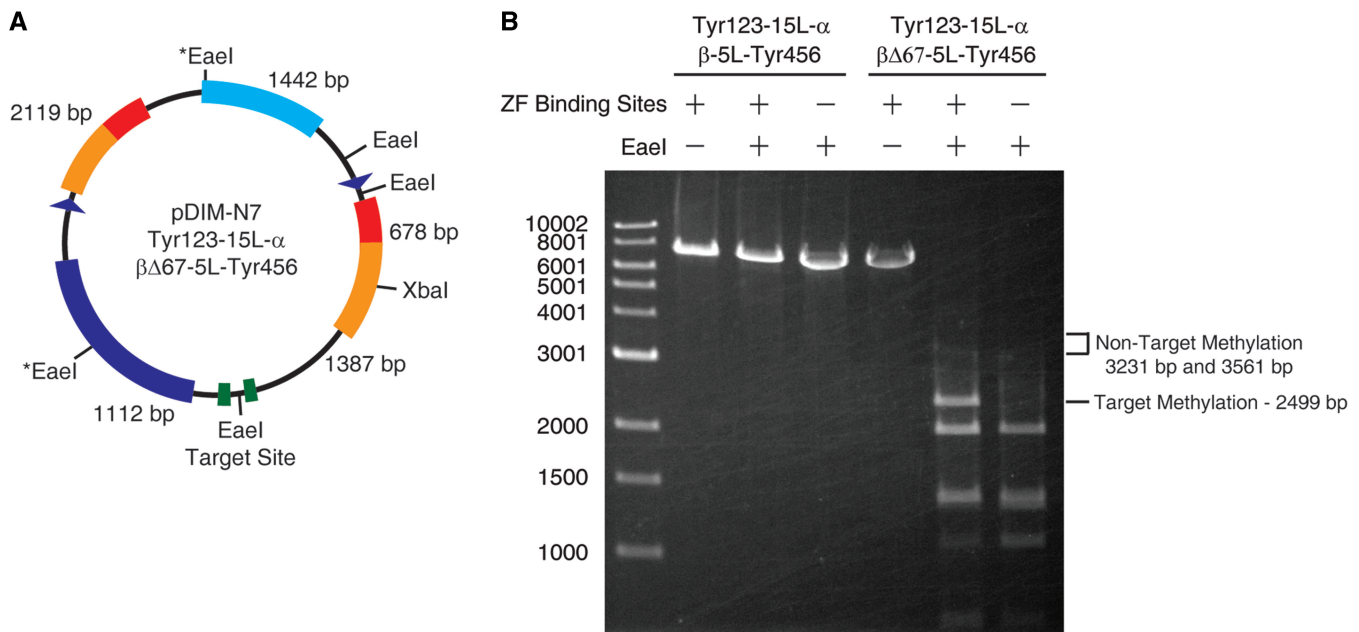 A
*EaeI
1442 bp
2119 bp
EaeI
EaeI
pDIM-N7
Tyr123-15L-α
βΔ67-5L-Tyr456
678 bp
XbaI
*EaeI
1387 bp
1112 bp
EaeI
Target Site
B
Tyr123-15L-α
β-5L-Tyr456
Tyr123-15L-α
βΔ67-5L-Tyr456
ZF Binding Sites + + − + + −
EaeI − + + − + +
10002
8001
6001
5001
4001
3001
2000
1500
1000
Non-Target Methylation
3231 bp and 3561 bp
Target Methylation - 2499 bp